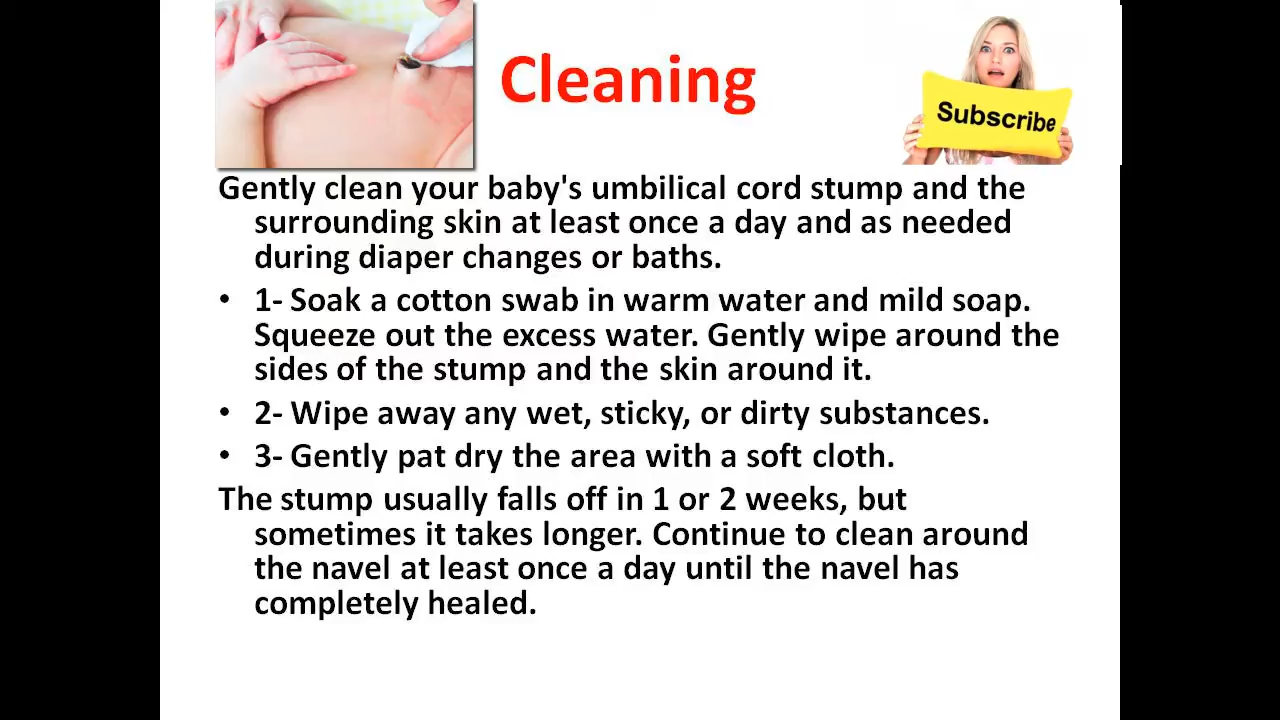 Cleaning
Subscribe
Gently clean your baby's umbilical cord stump and the
surrounding skin at least once a day and as needed
during diaper changes or baths.
• 1- Soak a cotton swab in warm water and mild soap.
Squeeze out the excess water. Gently wipe around the
sides of the stump and the skin around it.
• 2- Wipe away any wet, sticky, or dirty substances.
• 3- Gently pat dry the area with a soft cloth.
The stump usually falls off in 1 or 2 weeks, but
sometimes it takes longer. Continue to clean around
the navel at least once a day until the navel has
completely healed.